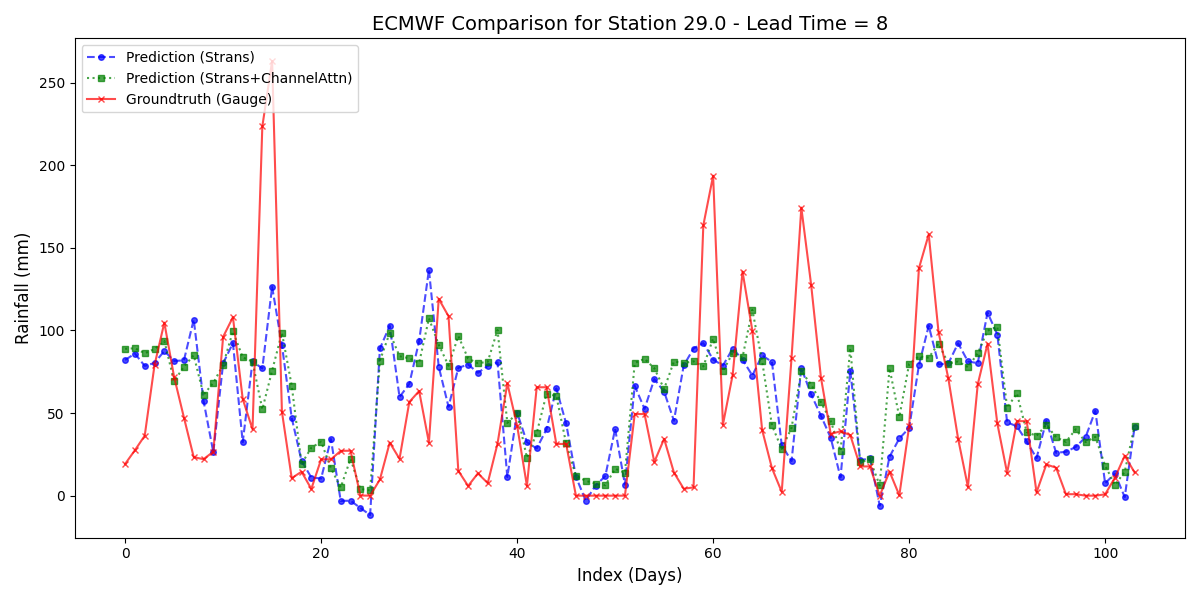 ECMWF Comparison for Station 29.0 - Lead Time = 8
Prediction (Strans)
Prediction (Strans+ChannelAttn)
Groundtruth (Gauge)
Rainfall (mm)
250
200
150
100
50
0
0 20 40 60 80 100
Index (Days)